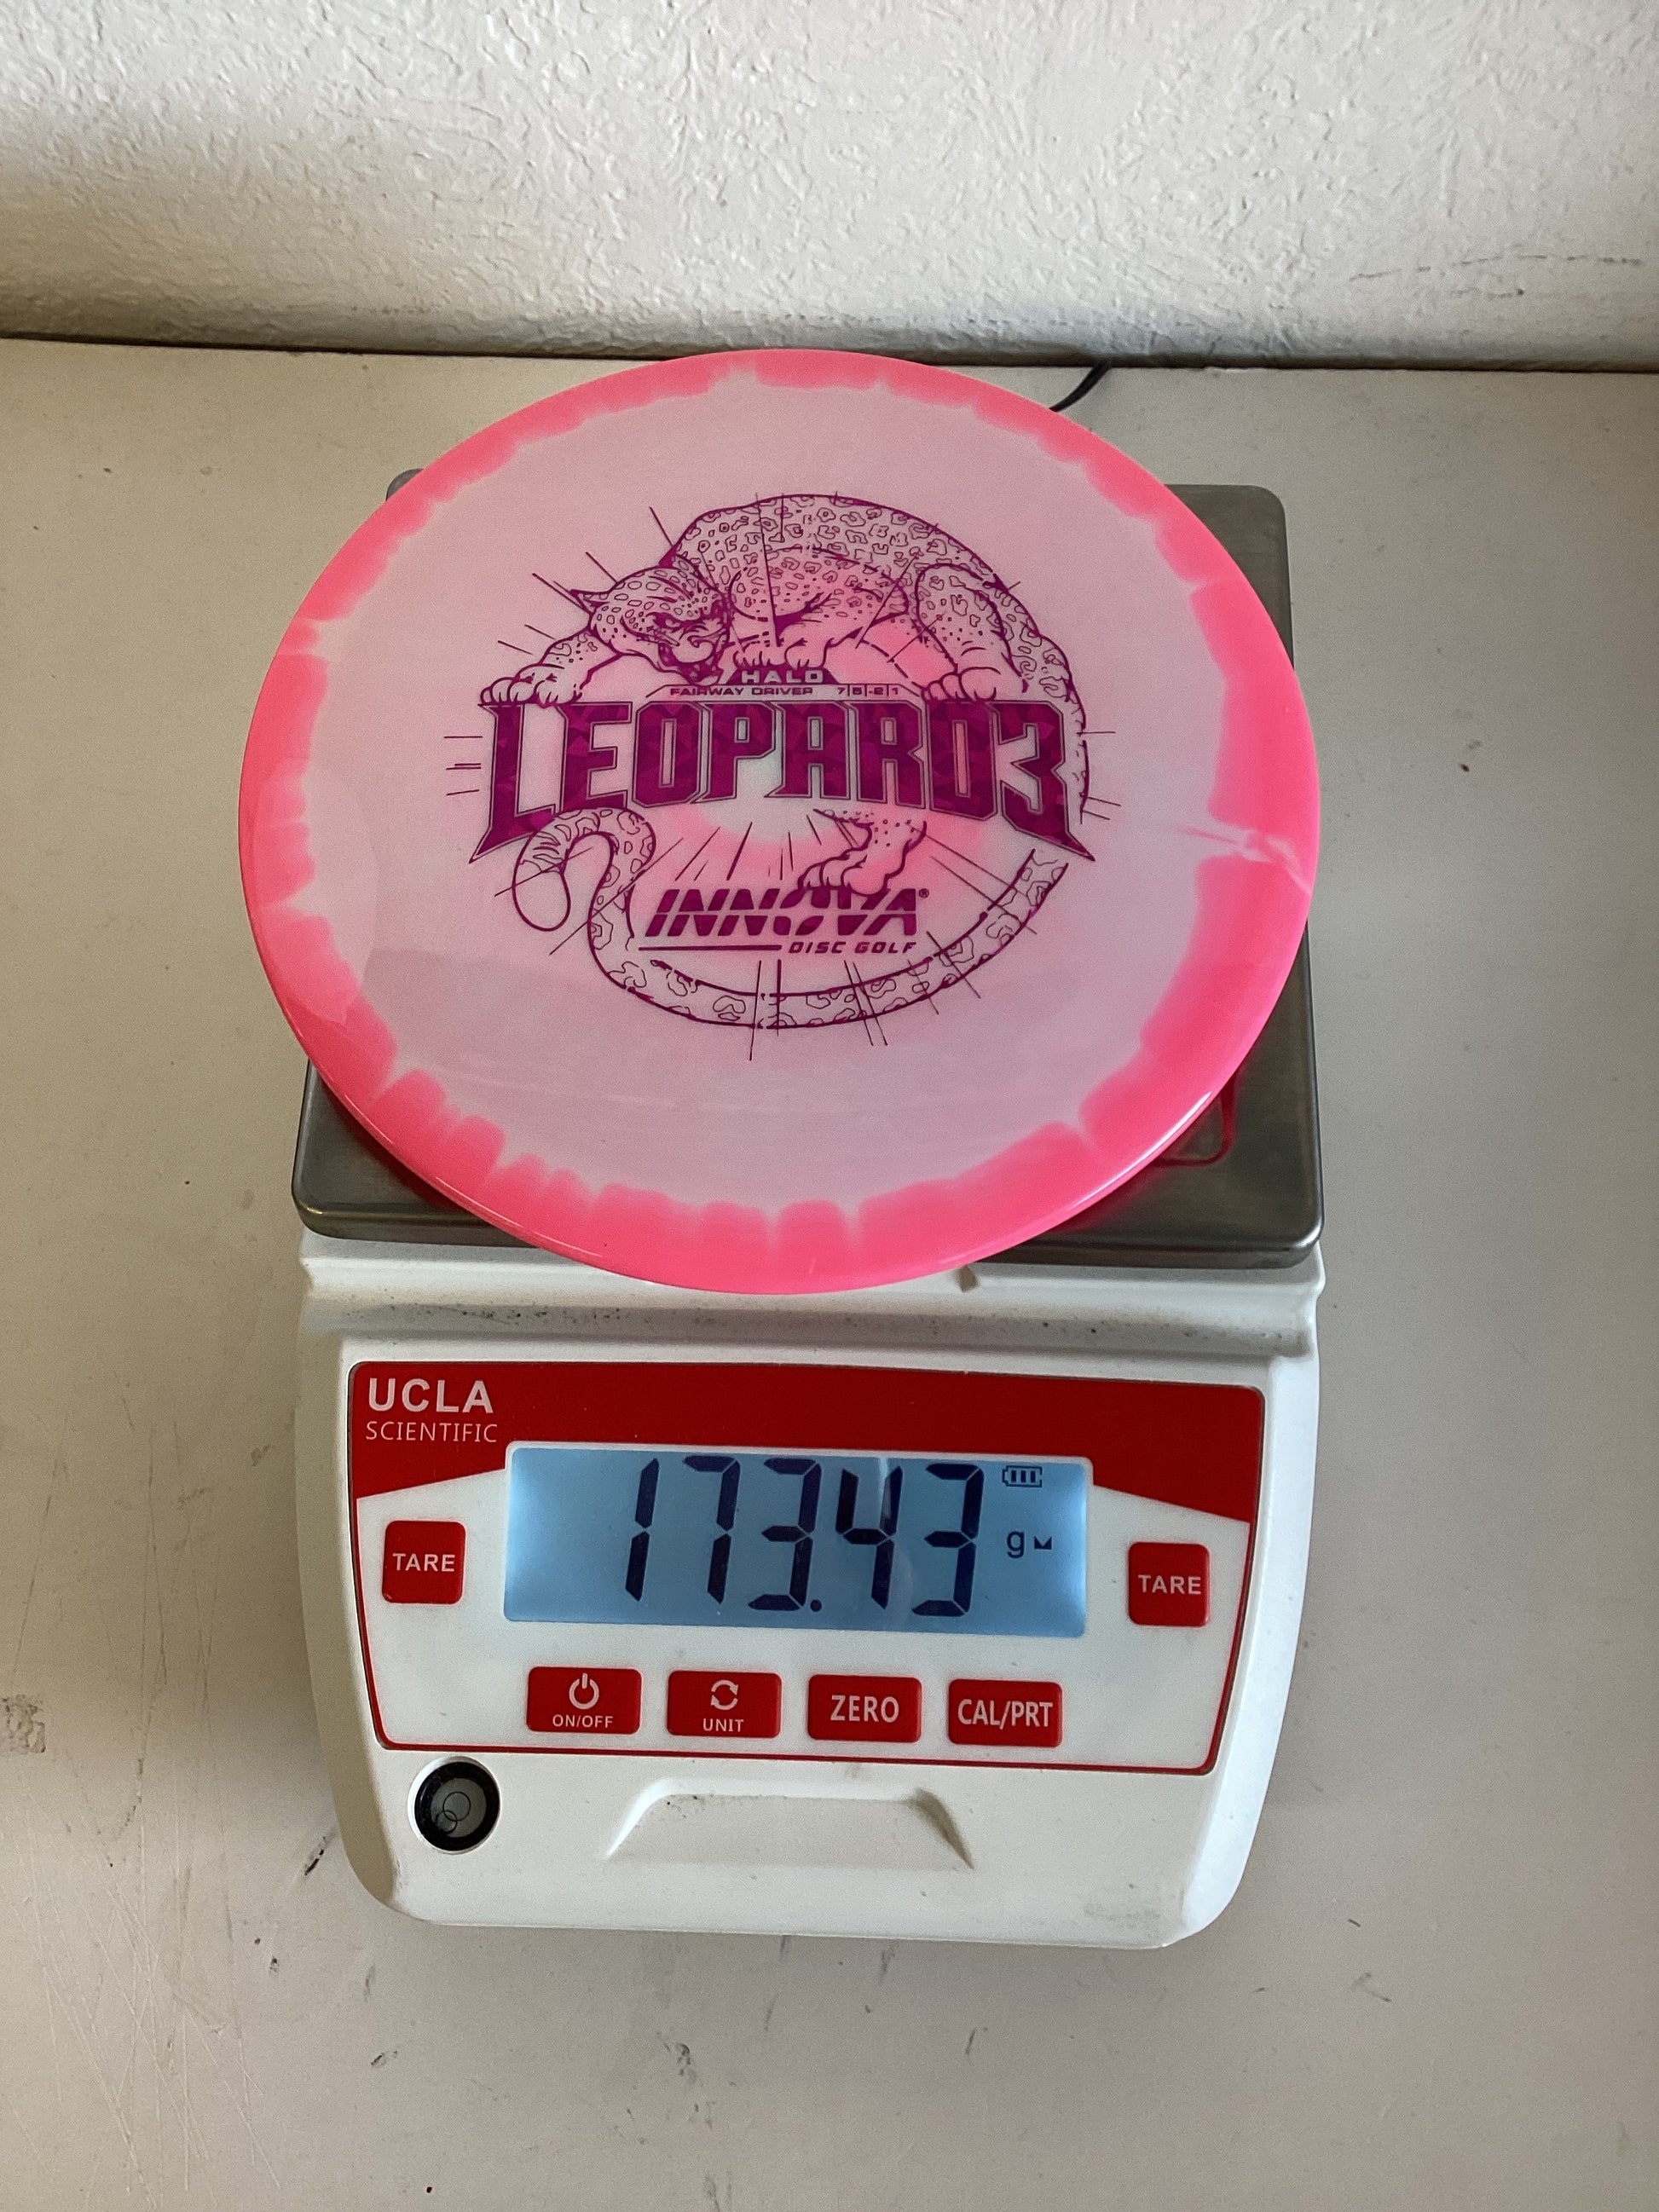 HALO
FAIRWAY DRIVER 7|5|-2|1
LEOPARD3
INNOVA®
DISC GOLF
UCLA
SCIENTIFIC
173.43
g
TARE
TARE
ON/OFF
UNIT
ZERO
CAL/PRT